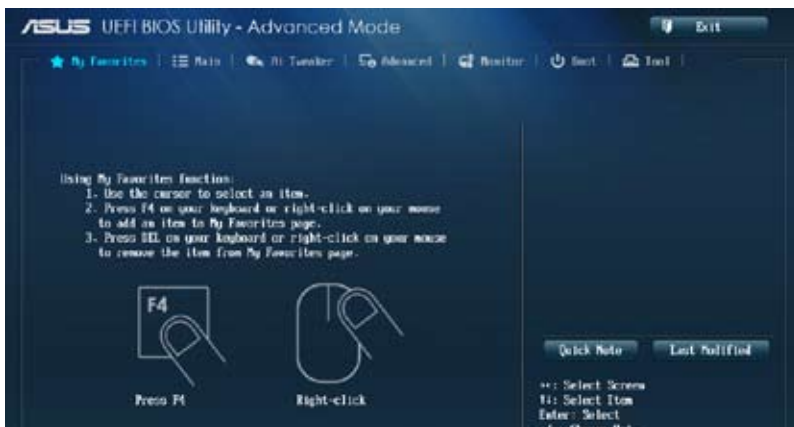 ASUS UEFI BIOS Utility - Advanced Mode
Exit
My Favorites Main Ai Tweaker Advanced Monitor Boot Tool
Using My Favorites function:
1. Use the cursor to select an item.
2. Press F4 on your keyboard or right-click on your mouse
to add an item to My Favorites page.
3. Press DEL on your keyboard or right-click on your mouse
to remove the item from My Favorites page.
F4
Press F4 Right-click
Quick Note Last Modified
→←: Select Screen
↑↓: Select Item
Enter: Select